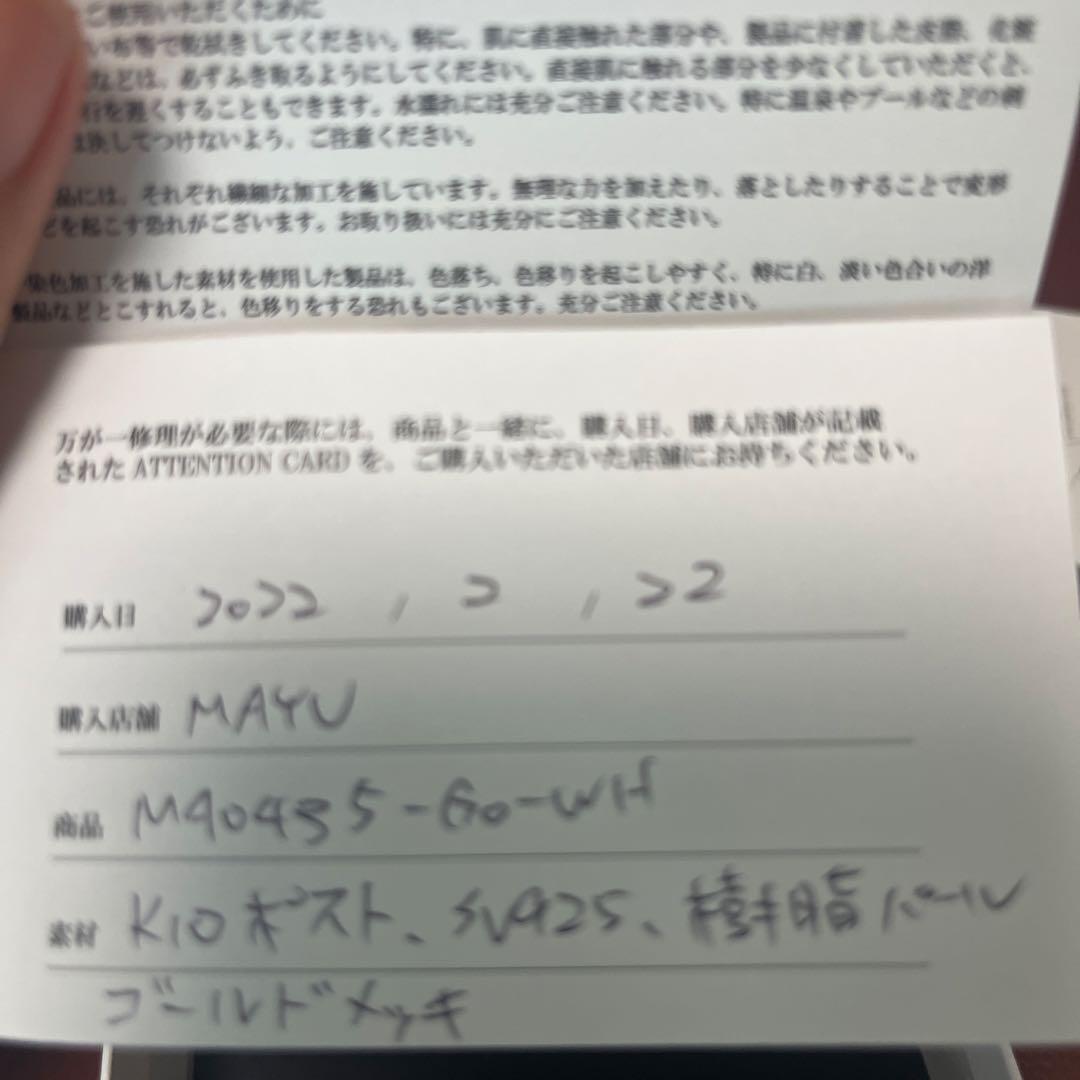 ご使用いただくために
い布等で乾拭きしてください。特に、肌に直接触れた部分や、製品に付着した皮脂、化粧
などは、必ずふき取るようにしてください。直接肌に触れる部分を少なくしていただくと、
行を遅くすることもできます。水濡れには充分ご注意ください。特に温泉やプールなどの
は決してつけないよう、ご注意ください。
品には、それぞれ繊細な加工を施しています。無理な力を加えたり、落としたりすることで変形
どを起こす恐れがございます。お取り扱いには充分にご注意ください。
染色加工を施した素材を使用した製品は、色落ち、色移りを起こしやすく、特に白、淡い色合いの洋
製品などとこすれると、色移りをする恐れもございます。充分ご注意ください。
万が一修理が必要な際には、商品と一緒に、購入日、購入店舗が記載
された ATTENTION CARD を、ご購入いただいた店舗にお持ちください。
購入日 2022 , 2 , 22
購入店舗 MAYU
商品 MA0435-GO-WH
素材 K10ポスト、SV925、樹脂パール
ゴールドメッキ